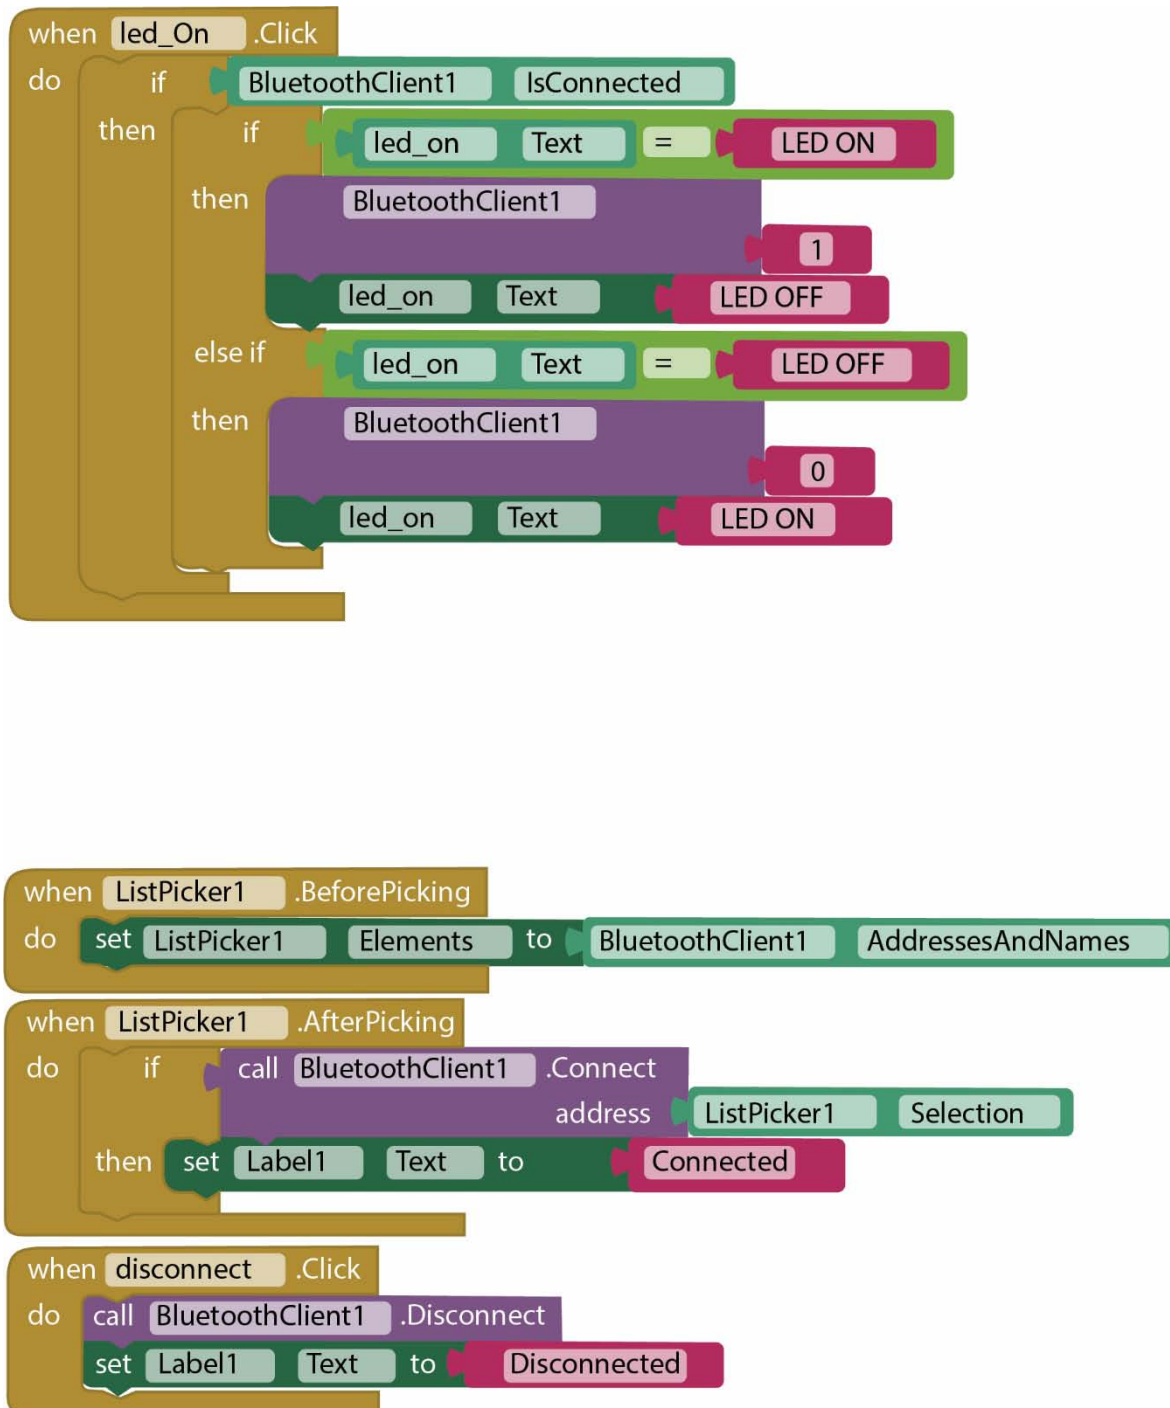 when led_On .Click
do if BluetoothClient1 IsConnected
then if led_on Text = LED ON
then BluetoothClient1
1
led_on Text LED OFF
else if led_on Text = LED OFF
then BluetoothClient1
0
led_on Text LED ON
when ListPicker1 .BeforePicking
do set ListPicker1 Elements to BluetoothClient1 AddressesAndNames
when ListPicker1 .AfterPicking
do if call BluetoothClient1 .Connect
address ListPicker1 Selection
then set Label1 Text to Connected
when disconnect .Click
do call BluetoothClient1 .Disconnect
set Label1 Text to Disconnected